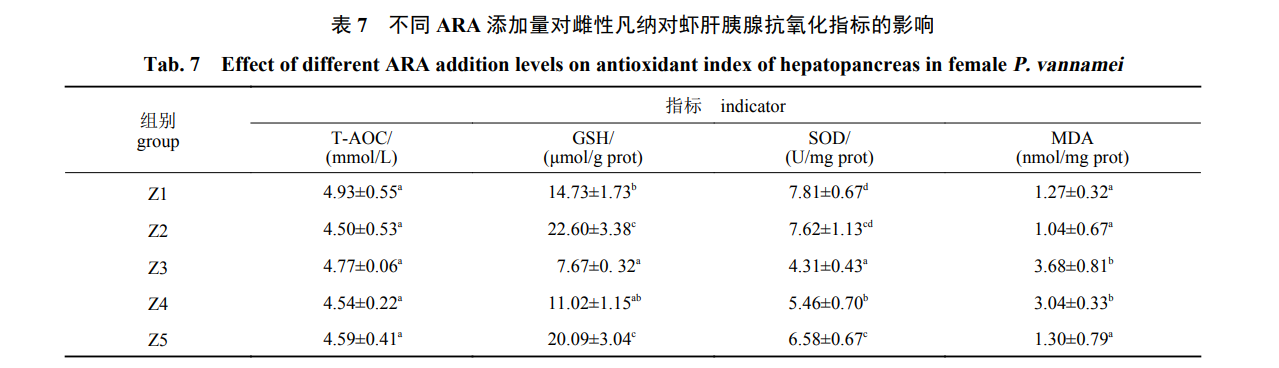 表 7 不同 ARA 添加量对雌性凡纳对虾肝胰腺抗氧化指标的影响
Tab. 7 Effect of different ARA addition levels on antioxidant index of hepatopancreas in female P. vannamei
组别 group 指标 indicator
T-AOC/ (mmol/L) GSH/ (μmol/g prot) SOD/ (U/mg prot) MDA (nmol/mg prot)
Z1 4.93±0.55ᵃ 14.73±1.73ᵇ 7.81±0.67ᵈ 1.27±0.32ᵃ
Z2 4.50±0.53ᵃ 22.60±3.38ᶜ 7.62±1.13ᶜᵈ 1.04±0.67ᵃ
Z3 4.77±0.06ᵃ 7.67±0. 32ᵃ 4.31±0.43ᵃ 3.68±0.81ᵇ
Z4 4.54±0.22ᵃ 11.02±1.15ᵃᵇ 5.46±0.70ᵇ 3.04±0.33ᵇ
Z5 4.59±0.41ᵃ 20.09±3.04ᶜ 6.58±0.67ᶜ 1.30±0.79ᵃ